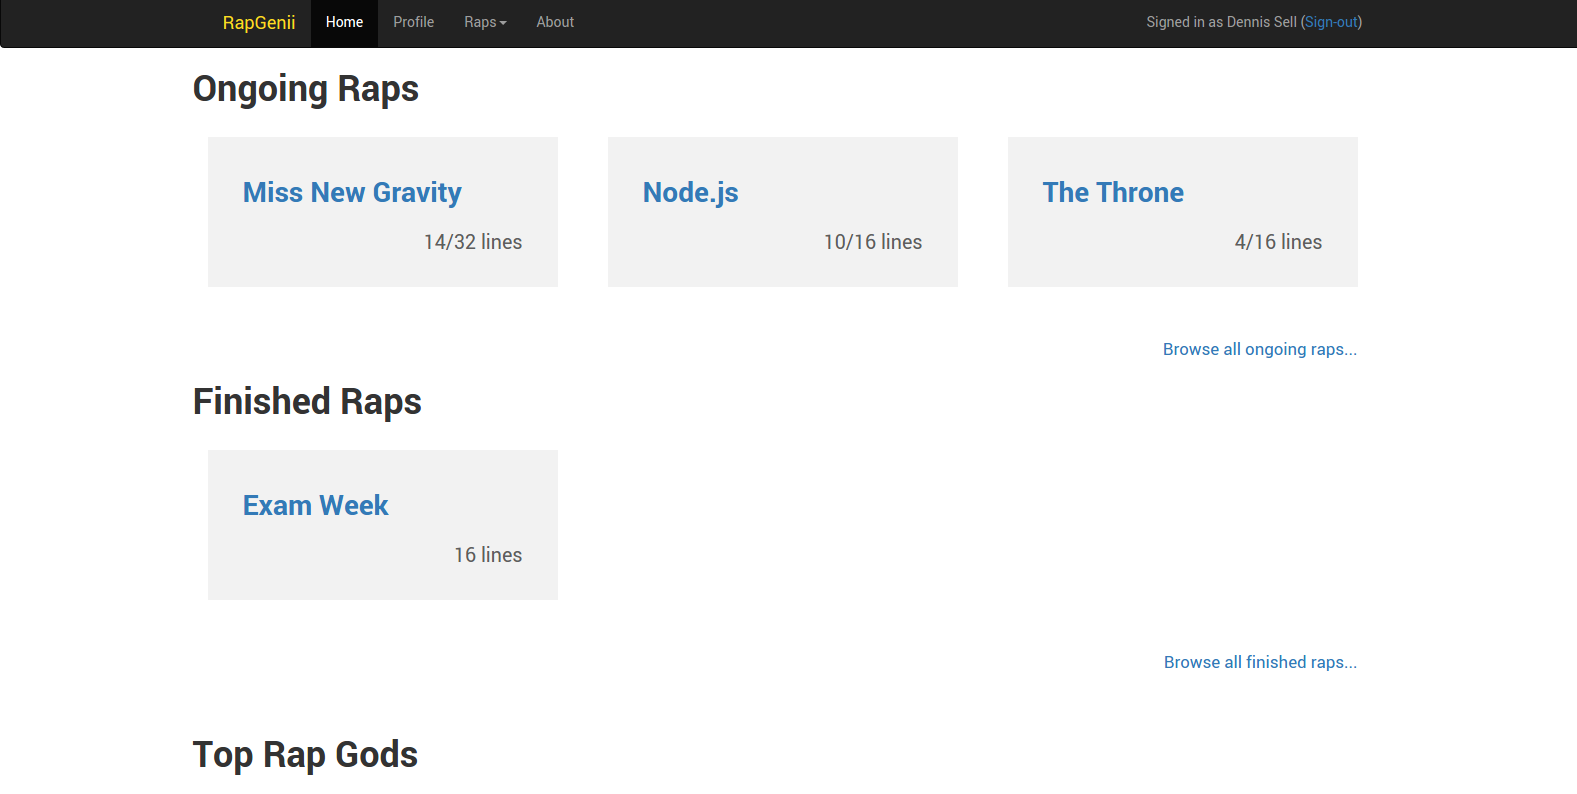 RapGenii Home Profile Raps About Signed in as Dennis Sell (Sign-out)
Ongoing Raps
Miss New Gravity Node.js The Throne
14/32 lines 10/16 lines 4/16 lines
Browse all ongoing raps...
Finished Raps
Exam Week
16 lines
Browse all finished raps...
Top Rap Gods